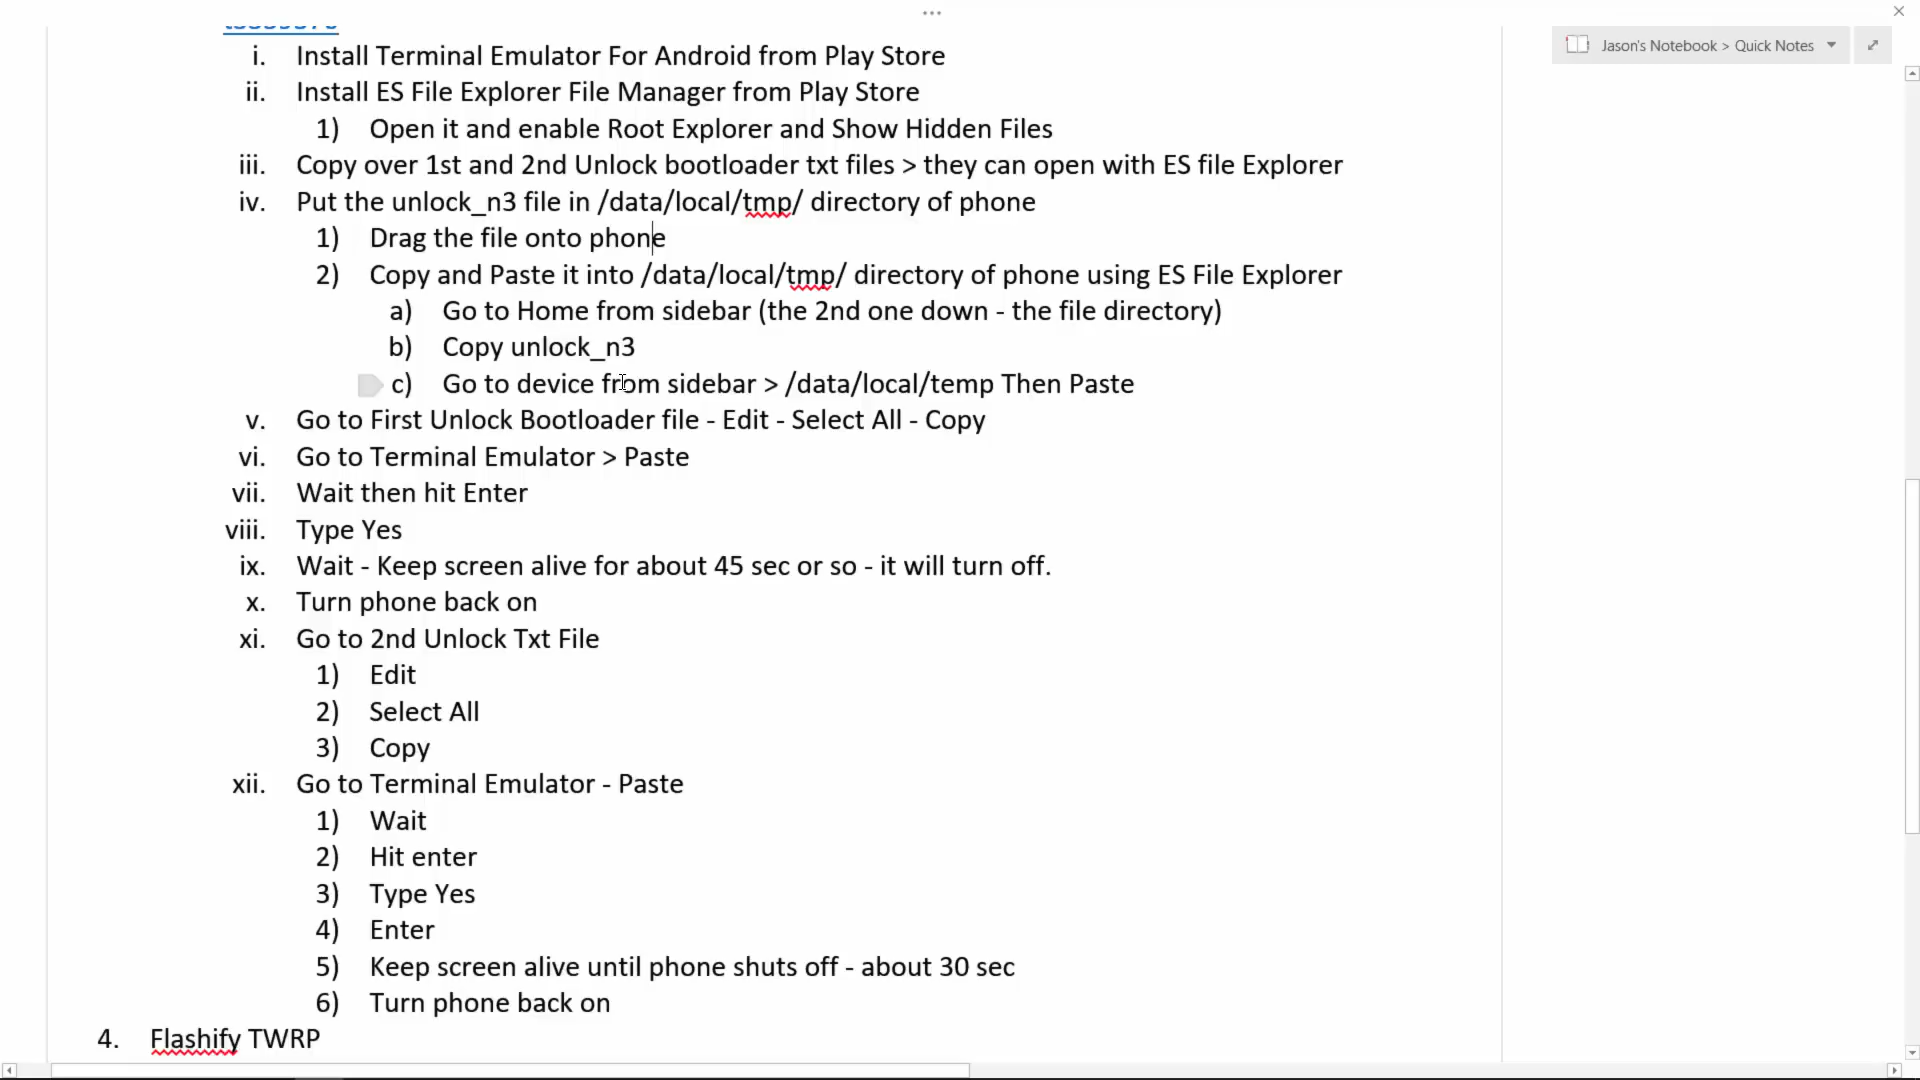 Jason's Notebook > Quick Notes
i. Install Terminal Emulator For Android from Play Store
ii. Install ES File Explorer File Manager from Play Store
1) Open it and enable Root Explorer and Show Hidden Files
iii. Copy over 1st and 2nd Unlock bootloader txt files > they can open with ES file Explorer
iv. Put the unlock_n3 file in /data/local/tmp/ directory of phone
1) Drag the file onto phone
2) Copy and Paste it into /data/local/tmp/ directory of phone using ES File Explorer
a) Go to Home from sidebar (the 2nd one down - the file directory)
b) Copy unlock_n3
c) Go to device from sidebar > /data/local/temp Then Paste
v. Go to First Unlock Bootloader file - Edit - Select All - Copy
vi. Go to Terminal Emulator > Paste
vii. Wait then hit Enter
viii. Type Yes
ix. Wait - Keep screen alive for about 45 sec or so - it will turn off.
x. Turn phone back on
xi. Go to 2nd Unlock Txt File
1) Edit
2) Select All
3) Copy
xii. Go to Terminal Emulator - Paste
1) Wait
2) Hit enter
3) Type Yes
4) Enter
5) Keep screen alive until phone shuts off - about 30 sec
6) Turn phone back on
4. Flashify TWRP